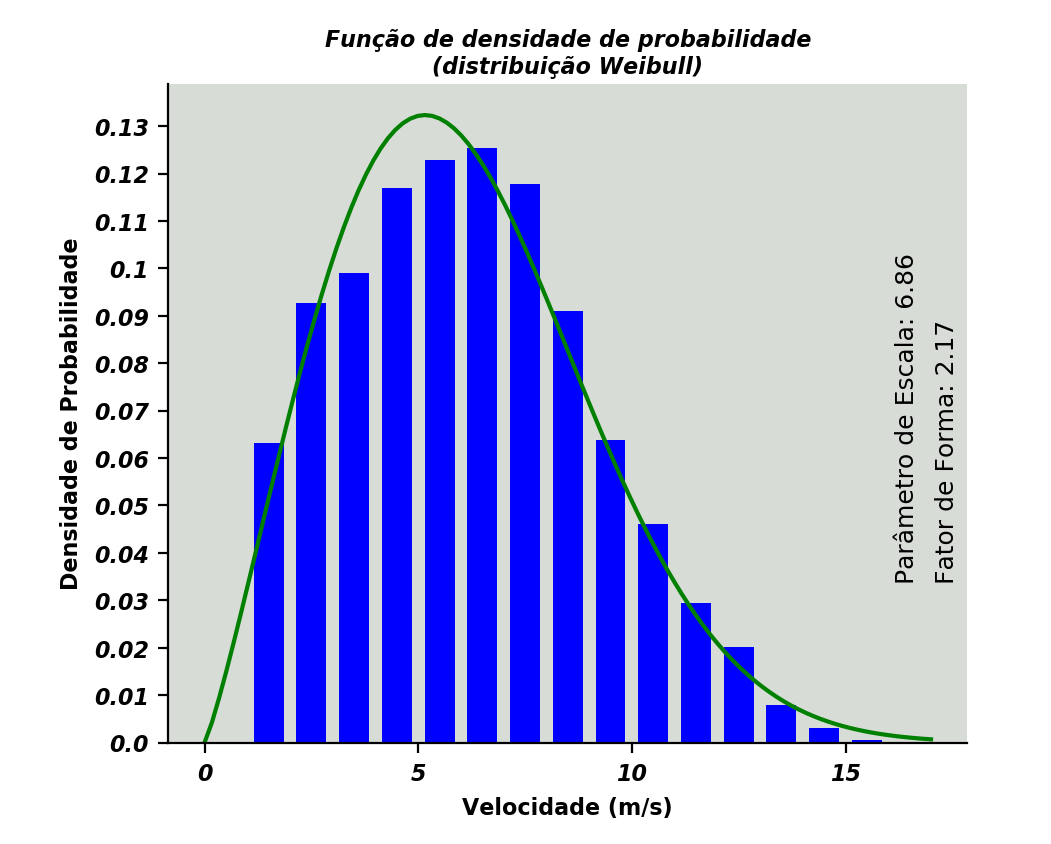 Função de densidade de probabilidade
(distribuição Weibull)
Densidade de Probabilidade
0.13
0.12
0.11
0.1
0.09
0.08
0.07
0.06
0.05
0.04
0.03
0.02
0.01
0.0
Parâmetro de Escala: 6.86
Fator de Forma: 2.17
0 5 10 15
Velocidade (m/s)